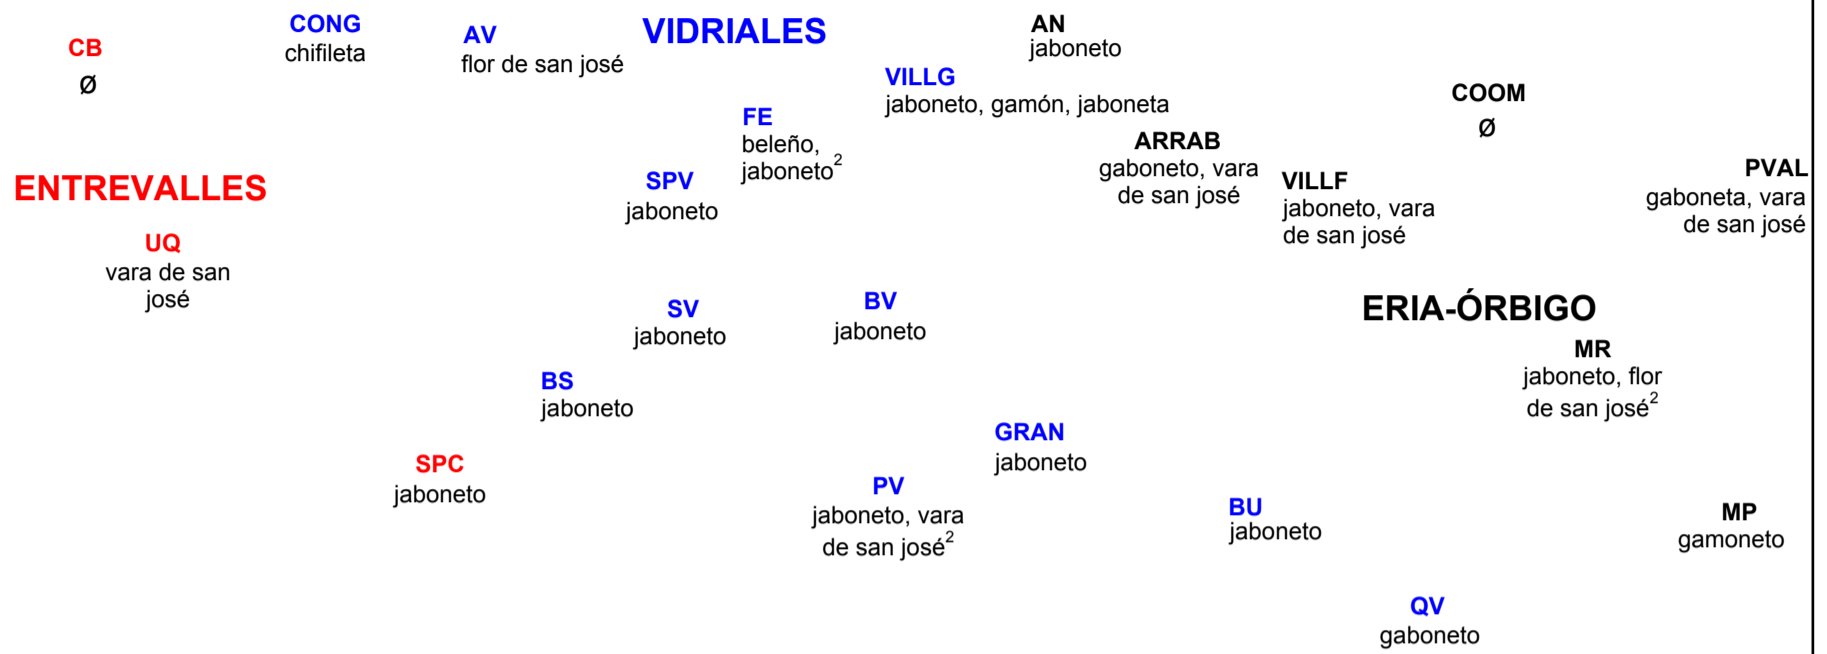 CB
Ø
CONG
chifileta
AV
flor de san josé
VIDRIALES
AN
jaboneto
VILLG
jaboneto, gamón, jaboneta
COOM
Ø
FE
beleño,
jaboneto²
ARRAB
gaboneto, vara
de san josé
VILLF
jaboneto, vara
de san josé
PVAL
gaboneta, vara
de san josé
ENTREVALLES
SPV
jaboneto
UQ
vara de san
josé
SV
jaboneto
BV
jaboneto
ERIA-ÓRBIGO
MR
jaboneto, flor
de san josé²
BS
jaboneto
GRAN
jaboneto
SPC
jaboneto
PV
jaboneto, vara
de san josé²
BU
jaboneto
MP
gamoneto
QV
gaboneto